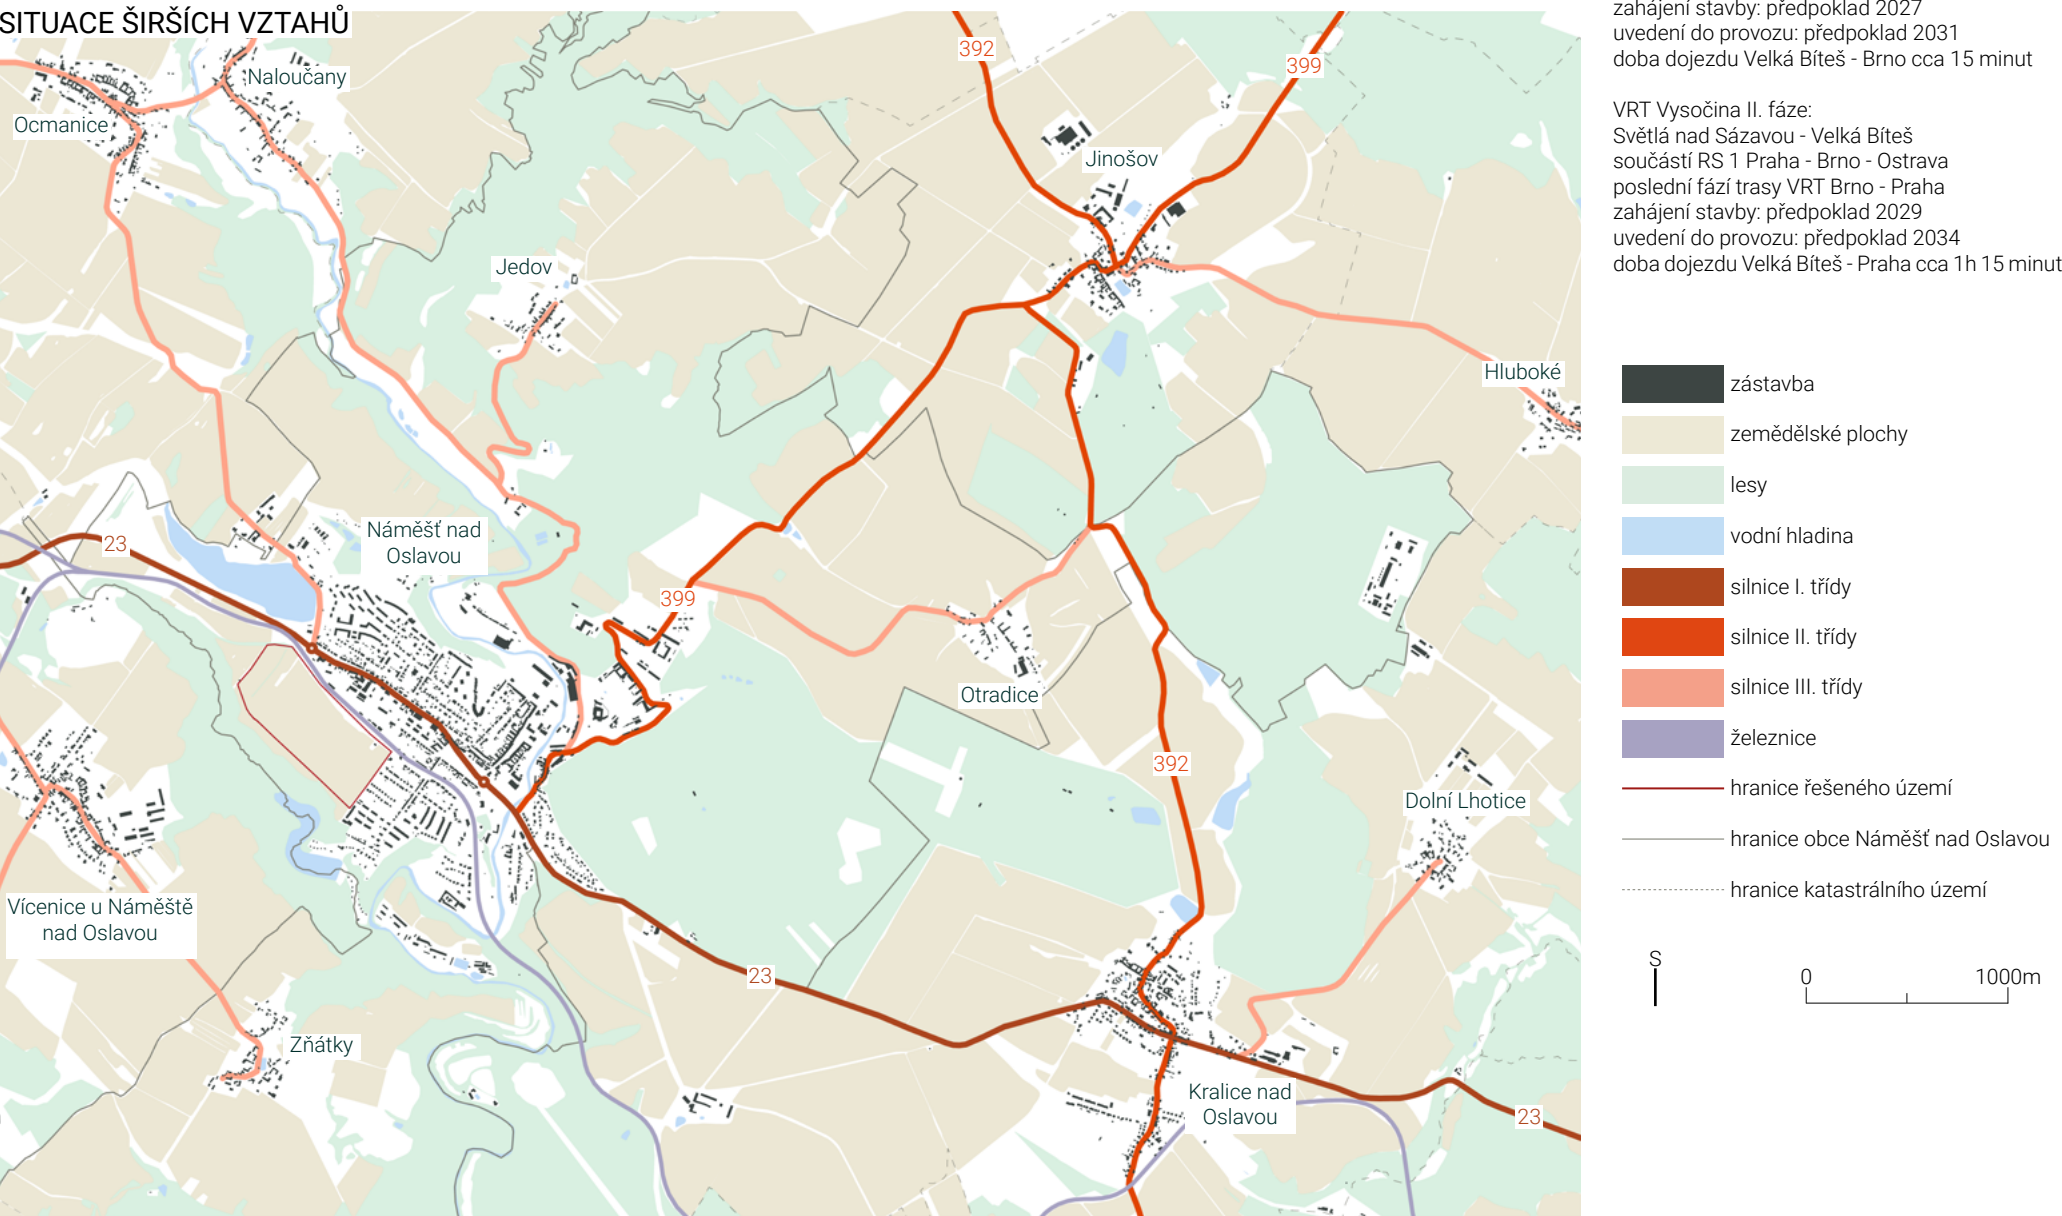 SITUACE ŠIRŠÍCH VZTAHŮ
zahájení stavby: předpoklad 2027
uvedení do provozu: předpoklad 2031
doba dojezdu Velká Bíteš - Brno cca 15 minut
VRT Vysočina II. fáze:
Světlá nad Sázavou - Velká Bíteš
součástí RS 1 Praha - Brno - Ostrava
poslední fází trasy VRT Brno - Praha
zahájení stavby: předpoklad 2029
uvedení do provozu: předpoklad 2034
doba dojezdu Velká Bíteš - Praha cca 1h 15 minut
392
399
Naloučany
Ocmanice
Jinošov
Jedov
Hluboké
Náměšť nad
Oslavou
23
399
Otradice
392
Dolní Lhotice
Vícenice u Náměště
nad Oslavou
23
Zňátky
Kralice nad
Oslavou
23
zástavba
zemědělské plochy
lesy
vodní hladina
silnice I. třídy
silnice II. třídy
silnice III. třídy
železnice
hranice řešeného území
hranice obce Náměšť nad Oslavou
hranice katastrálního území
S
0 1000m